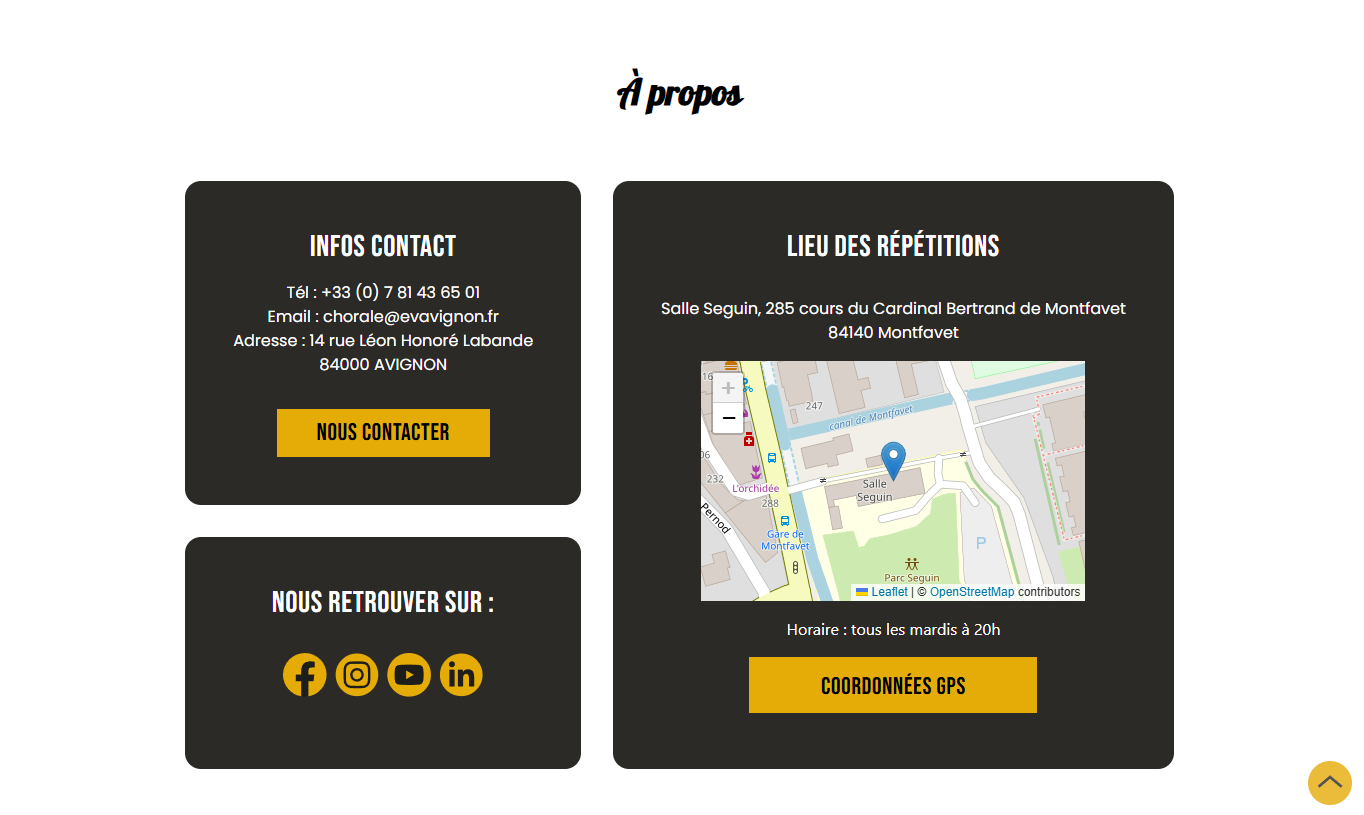 À propos
INFOS CONTACT
Tél : +33 (0) 7 81 43 65 01
Email : chorale@evavignon.fr
Adresse : 14 rue Léon Honoré Labande
84000 AVIGNON
NOUS CONTACTER
NOUS RETROUVER SUR :
LIEU DES RÉPÉTITIONS
Salle Seguin, 285 cours du Cardinal Bertrand de Montfavet
84140 Montfavet
+
−
247
canal de Montfavet
232
L'orchidée
288
Salle
Seguin
Pernod
Gare de
Montfavet
P
Parc Seguin
Leaflet | © OpenStreetMap contributors
Horaire : tous les mardis à 20h
COORDONNÉES GPS